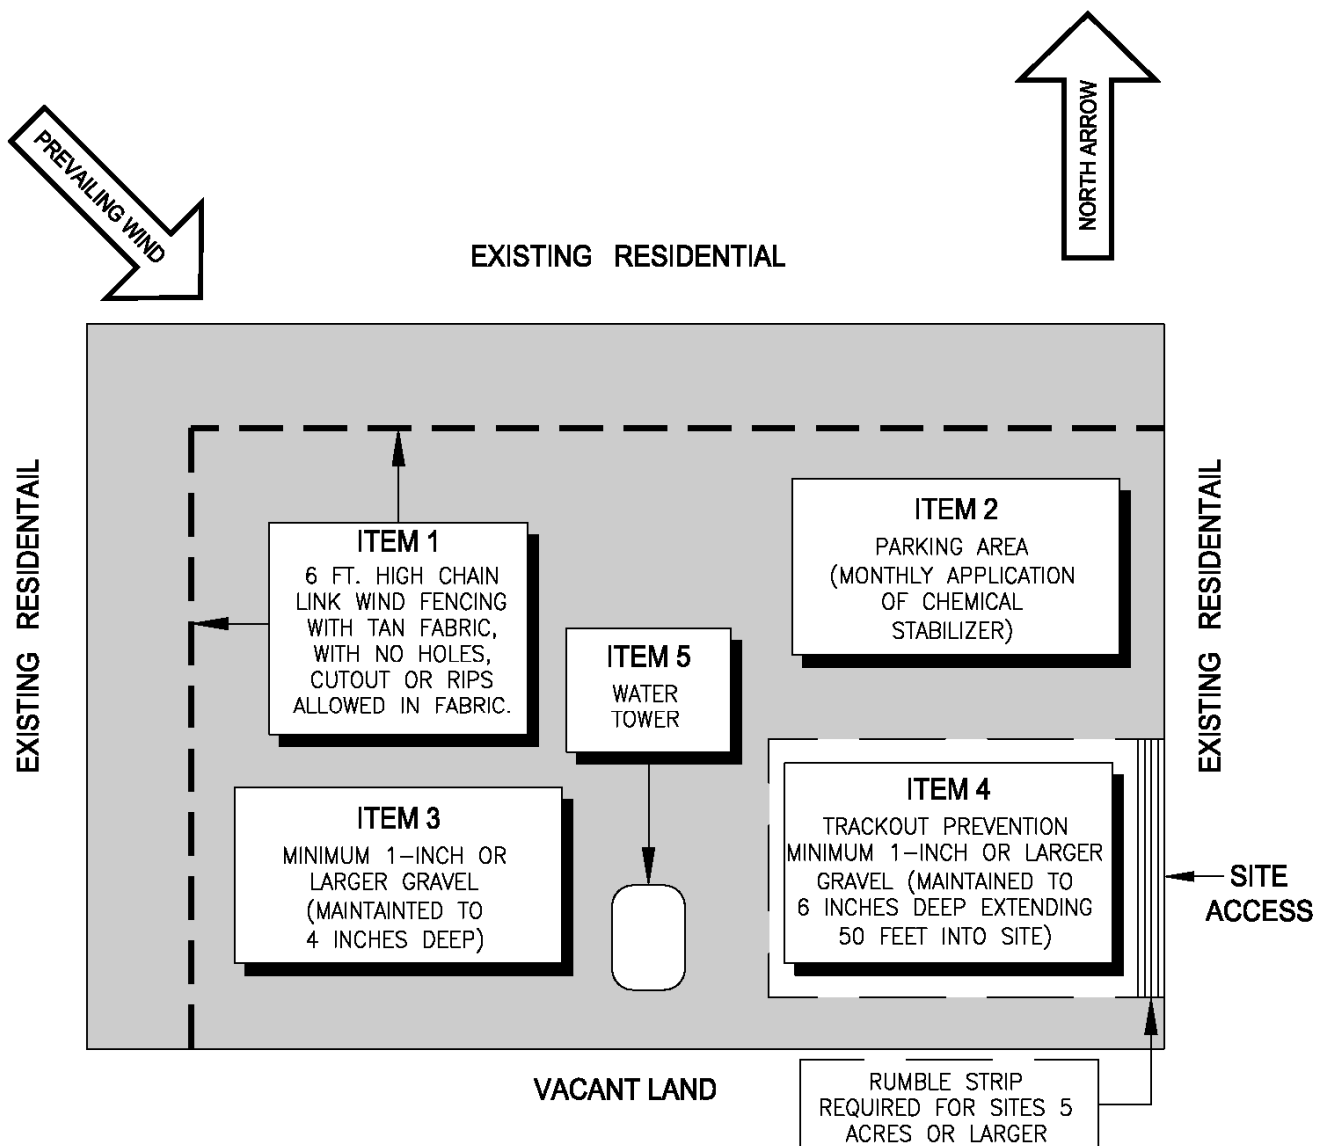 NORTH ARROW
PREVAILING WIND
EXISTING RESIDENTIAL
EXISTING RESIDENTAIL
ITEM 1
6 FT. HIGH CHAIN
LINK WIND FENCING
WITH TAN FABRIC,
WITH NO HOLES,
CUTOUT OR RIPS
ALLOWED IN FABRIC.
ITEM 2
PARKING AREA
(MONTHLY APPLICATION
OF CHEMICAL
STABILIZER)
EXISTING RESIDENTAIL
ITEM 5
WATER
TOWER
ITEM 3
MINIMUM 1-INCH OR
LARGER GRAVEL
(MAINTAINTED TO
4 INCHES DEEP)
ITEM 4
TRACKOUT PREVENTION
MINIMUM 1-INCH OR LARGER
GRAVEL (MAINTAINED TO
6 INCHES DEEP EXTENDING
50 FEET INTO SITE)
SITE
ACCESS
VACANT LAND
RUMBLE STRIP
REQUIRED FOR SITES 5
ACRES OR LARGER